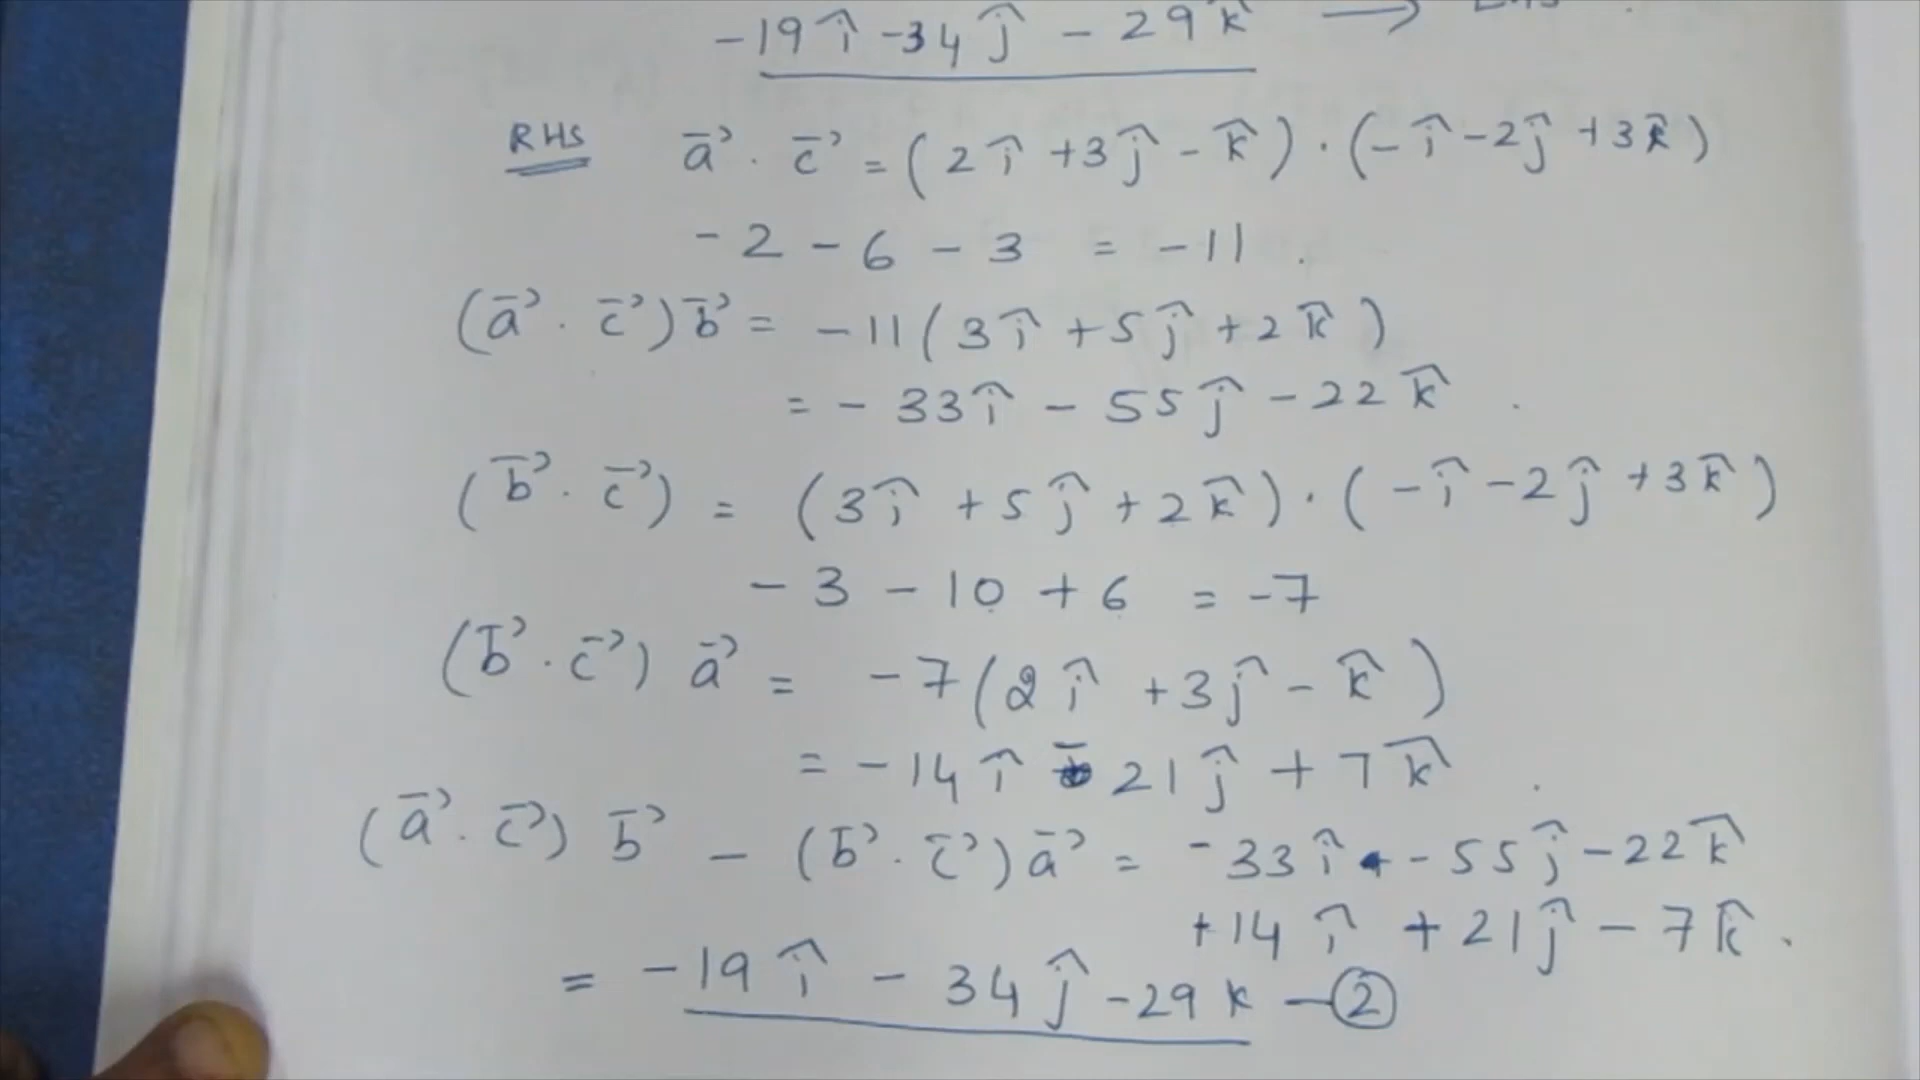 -19î -34ĵ - 29k̂ →
RHS a⃗ . c⃗ = (2î +3ĵ - k̂) . (-î -2ĵ +3k̂)
-2 - 6 - 3 = -11 .
(a⃗ . c⃗)b⃗ = -11(3î +5ĵ +2k̂)
= - 33î - 55ĵ - 22k̂ .
(b⃗ . c⃗) = (3î +5ĵ +2k̂) . (-î -2ĵ +3k̂)
- 3 - 10 + 6 = -7
(b⃗ . c⃗) a⃗ = -7(2î +3ĵ - k̂)
= -14î - 21ĵ + 7k̂ .
(a⃗ . c⃗) b⃗ - (b⃗ . c⃗)a⃗ = -33î - 55ĵ - 22k̂
+14î + 21ĵ - 7k̂ .
= -19î - 34ĵ - 29k - ②